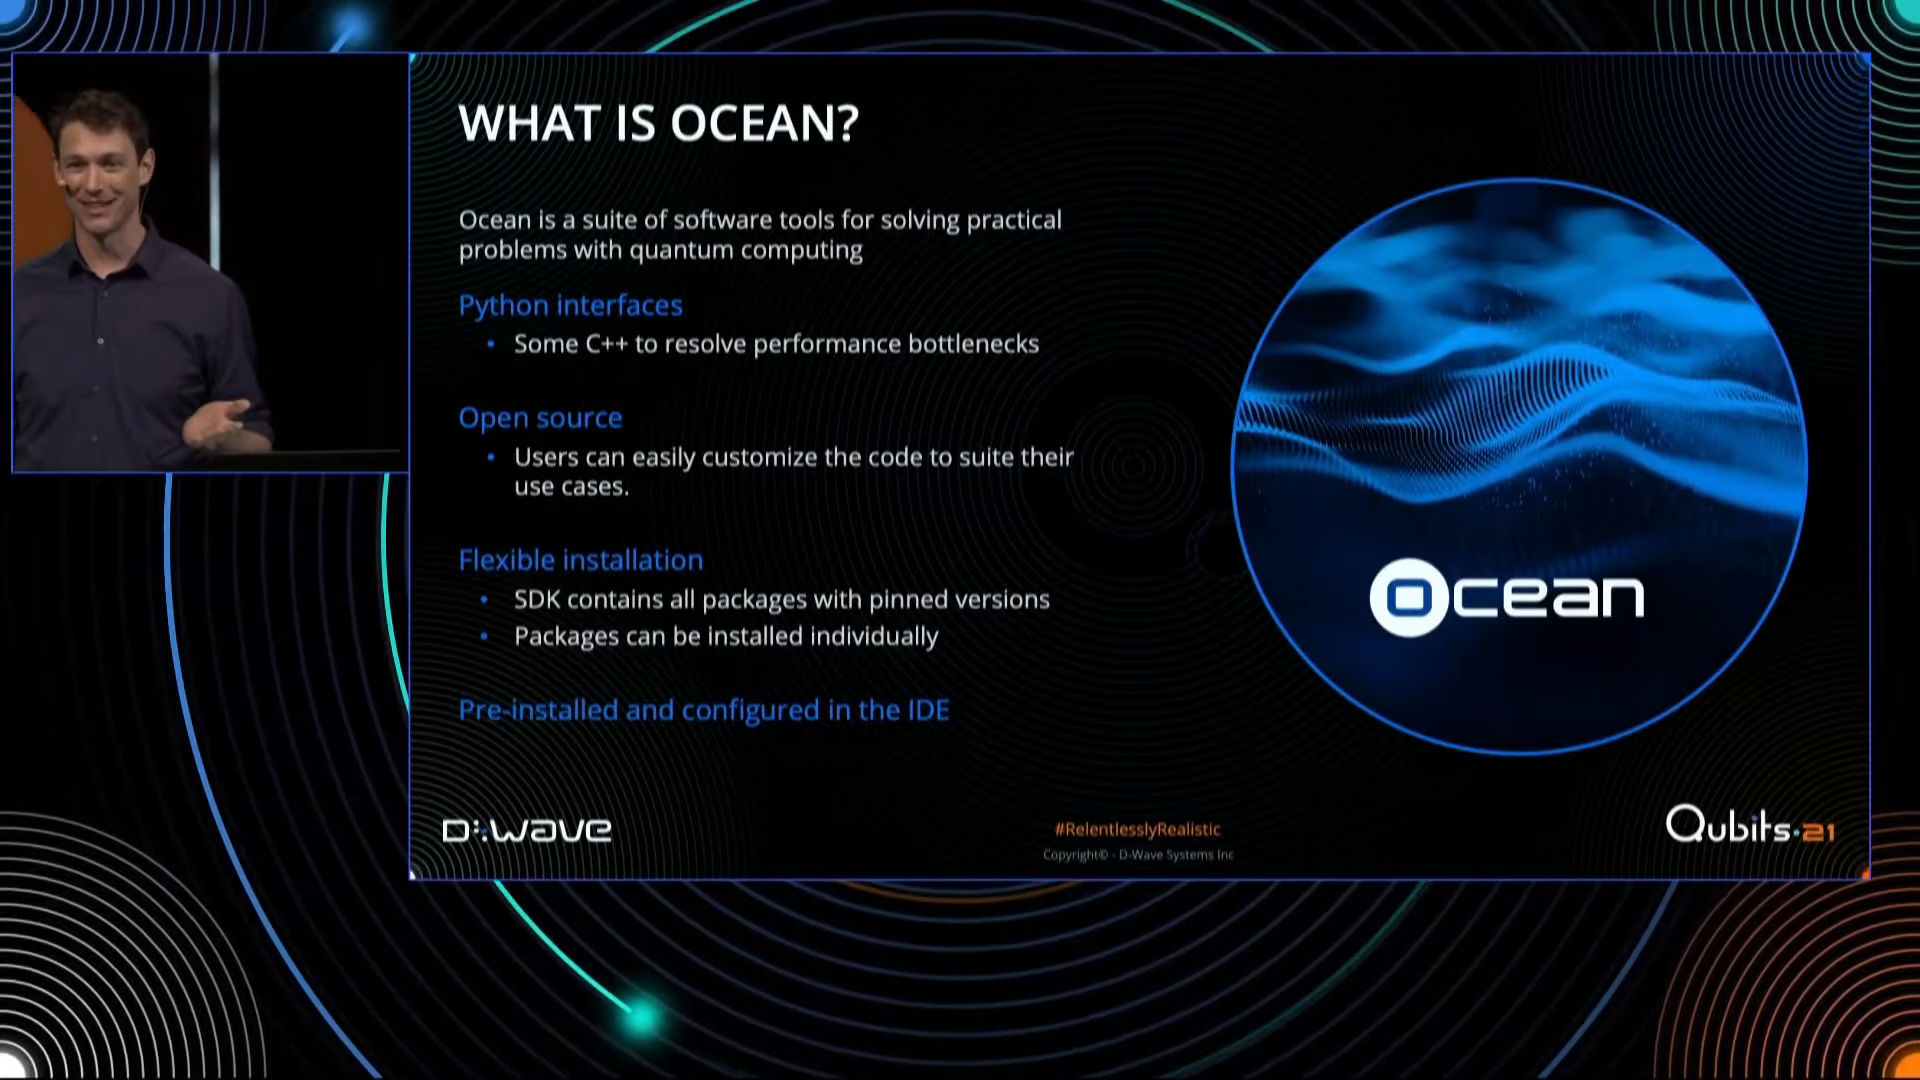 WHAT IS OCEAN?
Ocean is a suite of software tools for solving practical
problems with quantum computing
Python interfaces
• Some C++ to resolve performance bottlenecks
Open source
• Users can easily customize the code to suite their
use cases.
Flexible installation
• SDK contains all packages with pinned versions
• Packages can be installed individually
Pre-installed and configured in the IDE
ocean
D:Wave
#RelentlesslyRealistic
Copyright© - D-Wave Systems Inc
Qubits·21